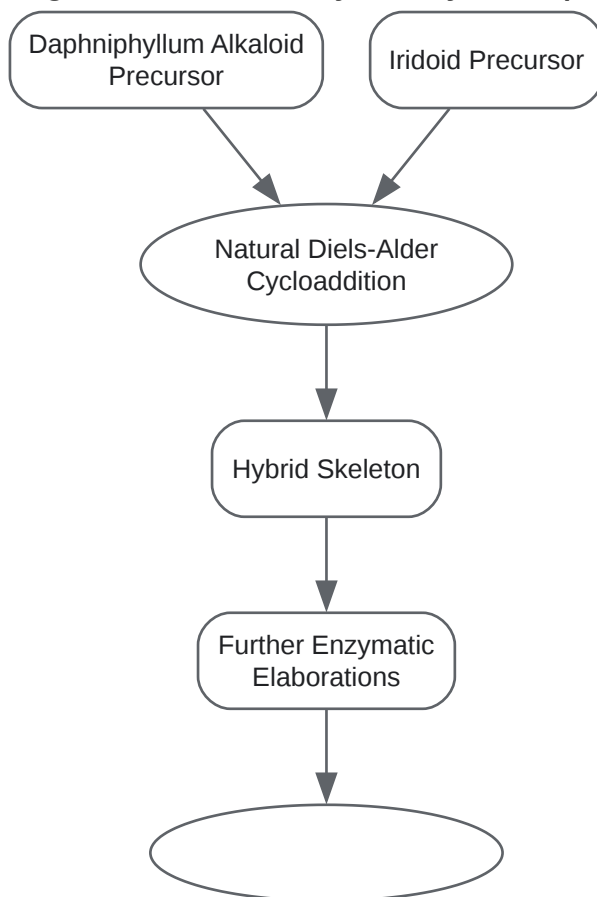 Daphniphyllum Alkaloid
Precursor
Iridoid Precursor
Natural Diels-Alder
Cycloaddition
Hybrid Skeleton
Further Enzymatic
Elaborations